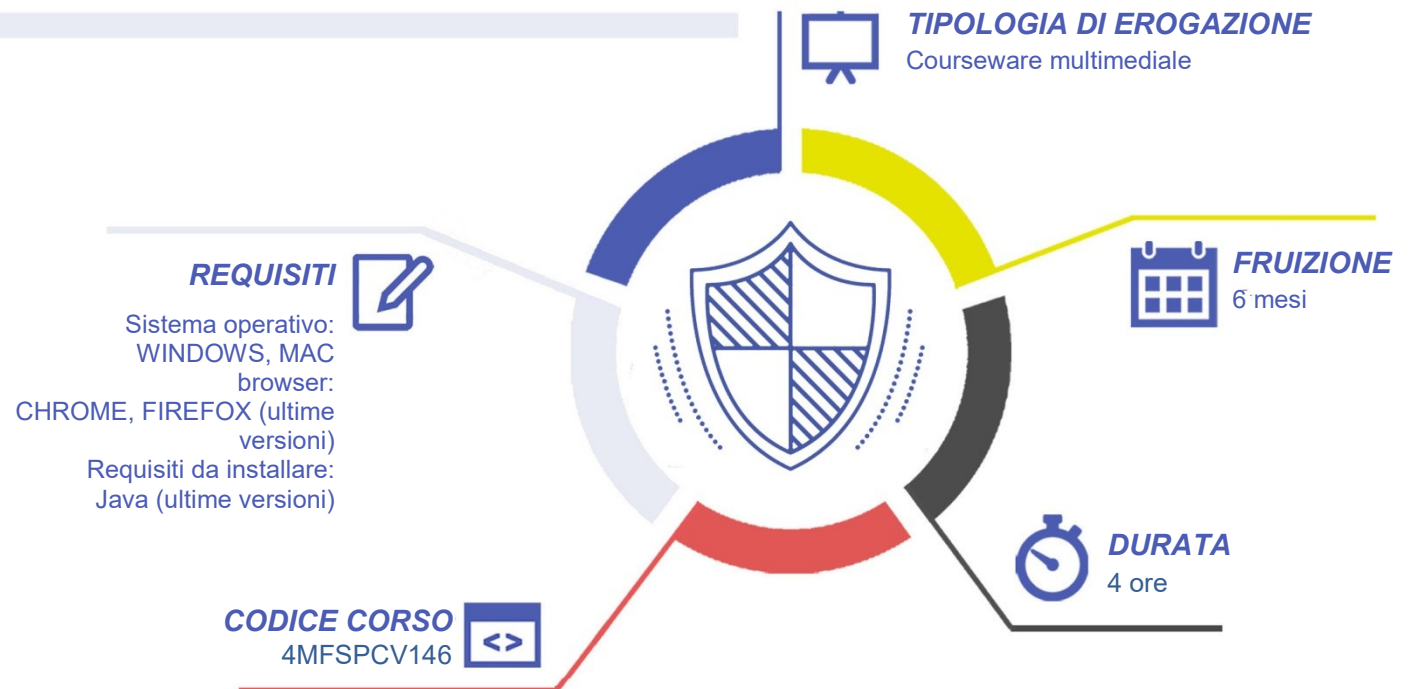 TIPOLOGIA DI EROGAZIONE
Courseware multimediale
REQUISITI
Sistema operativo:
WINDOWS, MAC
browser:
CHROME, FIREFOX (ultime
versioni)
Requisiti da installare:
Java (ultime versioni)
FRUIZIONE
6 mesi
DURATA
4 ore
CODICE CORSO
4MFSPCV146
<>